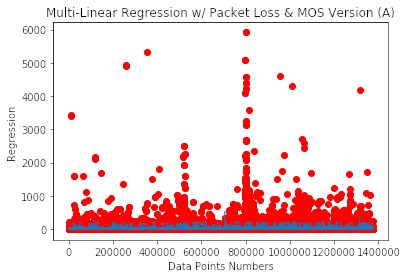 Multi-Linear Regression w/ Packet Loss & MOS Version (A)
6000
5000
4000
3000
2000
1000
0
Regression
0 200000 400000 600000 800000 1000000 1200000 1400000
Data Points Numbers